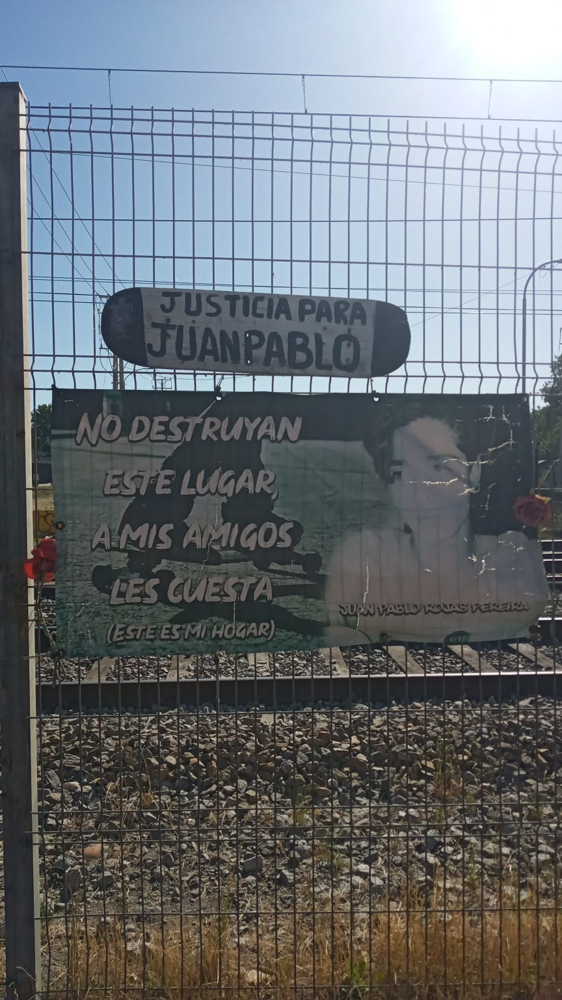 JUSTICIA PARA
JUANPABLO
NO DESTRUYAN
ESTE LUGAR,
A MIS AMIGOS
LES CUESTA
(ESTE ES MI HOGAR)
JUAN PABLO ROJAS PEREIRA